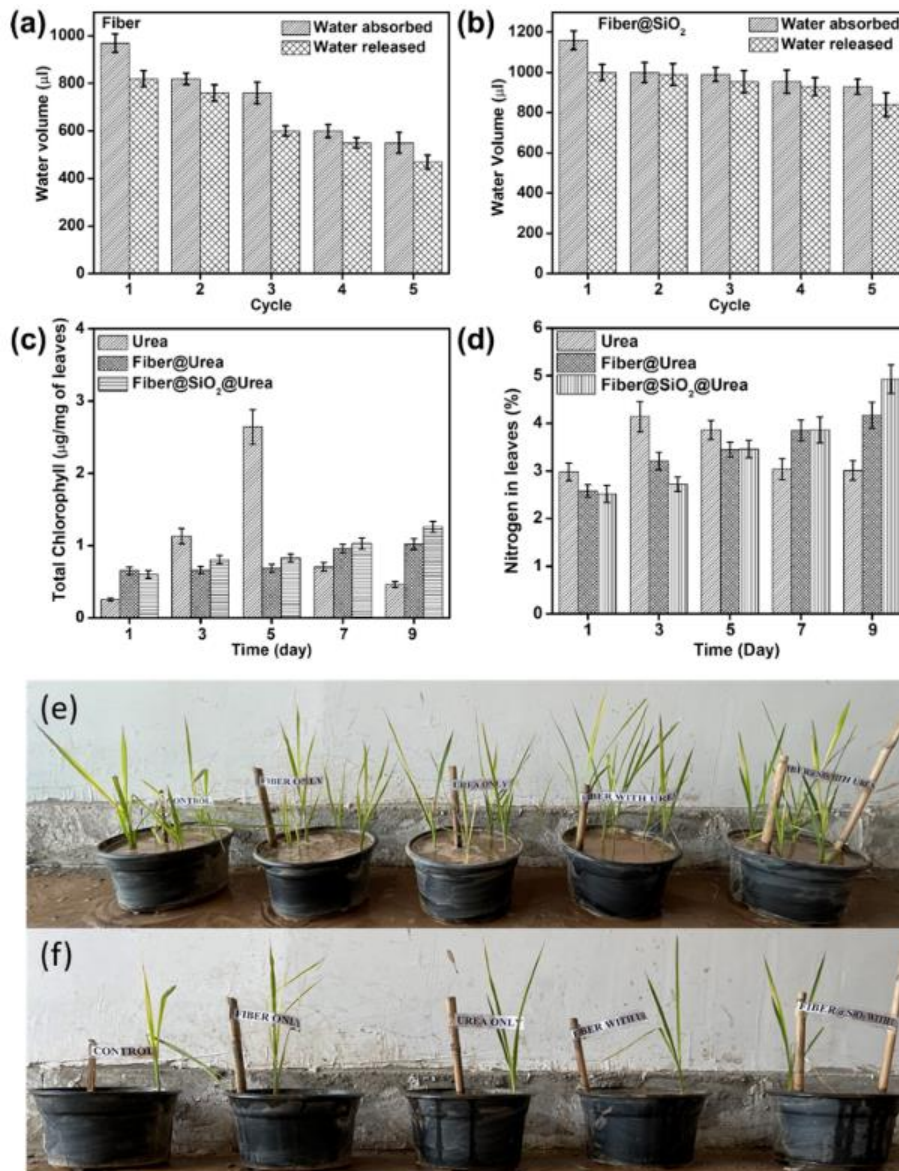 (a)
Fiber
Water absorbed
Water released
1000
800
600
400
200
0
Water volume (µl)
1 2 3 4 5
Cycle
(b)
Fiber@SiO2
Water absorbed
Water released
1200
1000
800
600
400
200
0
Water Volume (µl)
1 2 3 4 5
Cycle
(c)
Urea
Fiber@Urea
Fiber@SiO2@Urea
4
3
2
1
0
Total Chlorophyll (µg/mg of leaves)
1 3 5 7 9
Time (day)
(d)
Urea
Fiber@Urea
Fiber@SiO2@Urea
6
5
4
3
2
1
0
Nitrogen in leaves (%)
1 3 5 7 9
Time (Day)
(e)
CONTROL
FIBER ONLY
UREA ONLY
FIBER WITH URE
WITH UREA
(f)
CONTROL
FIBER ONLY
UREA ONLY
FIBER@SiO2 WITH